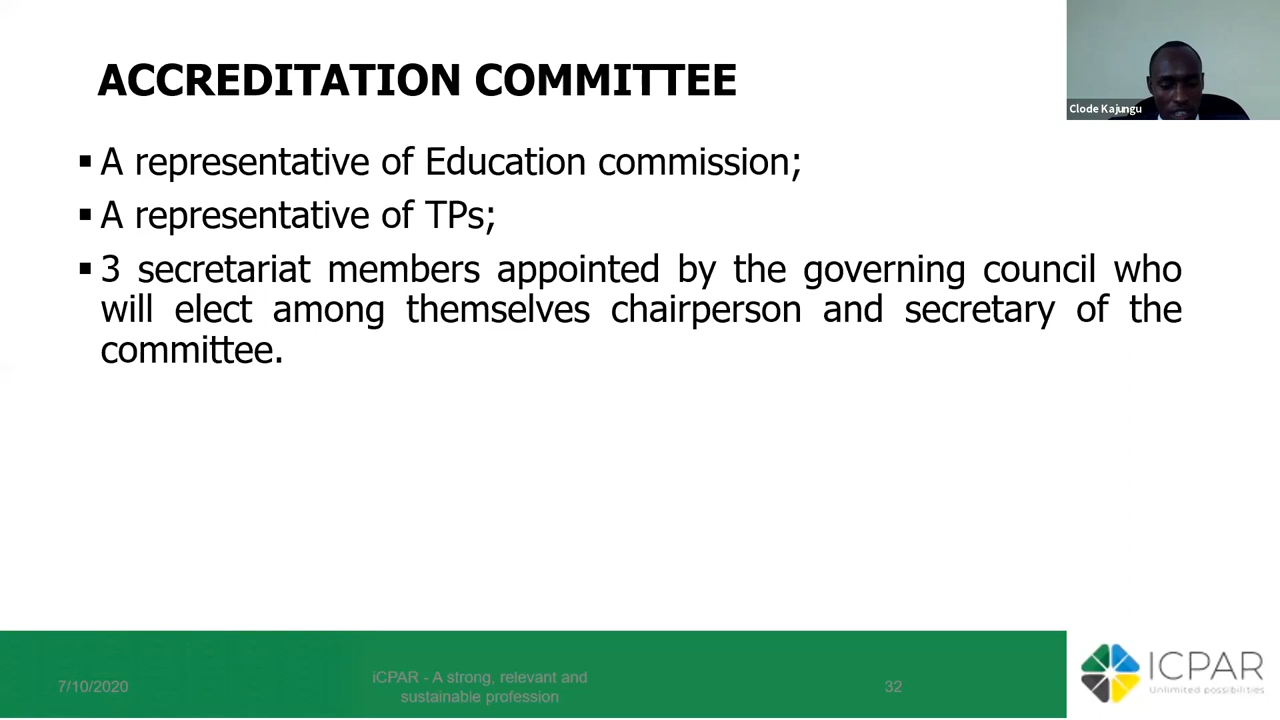 ACCREDITATION COMMITTEE
Clode Kajungu
▪ A representative of Education commission;
▪ A representative of TPs;
▪ 3 secretariat members appointed by the governing council who
will elect among themselves chairperson and secretary of the
committee.
7/10/2020
iCPAR - A strong, relevant and
sustainable profession
32
ICPAR
Unlimited possibilities